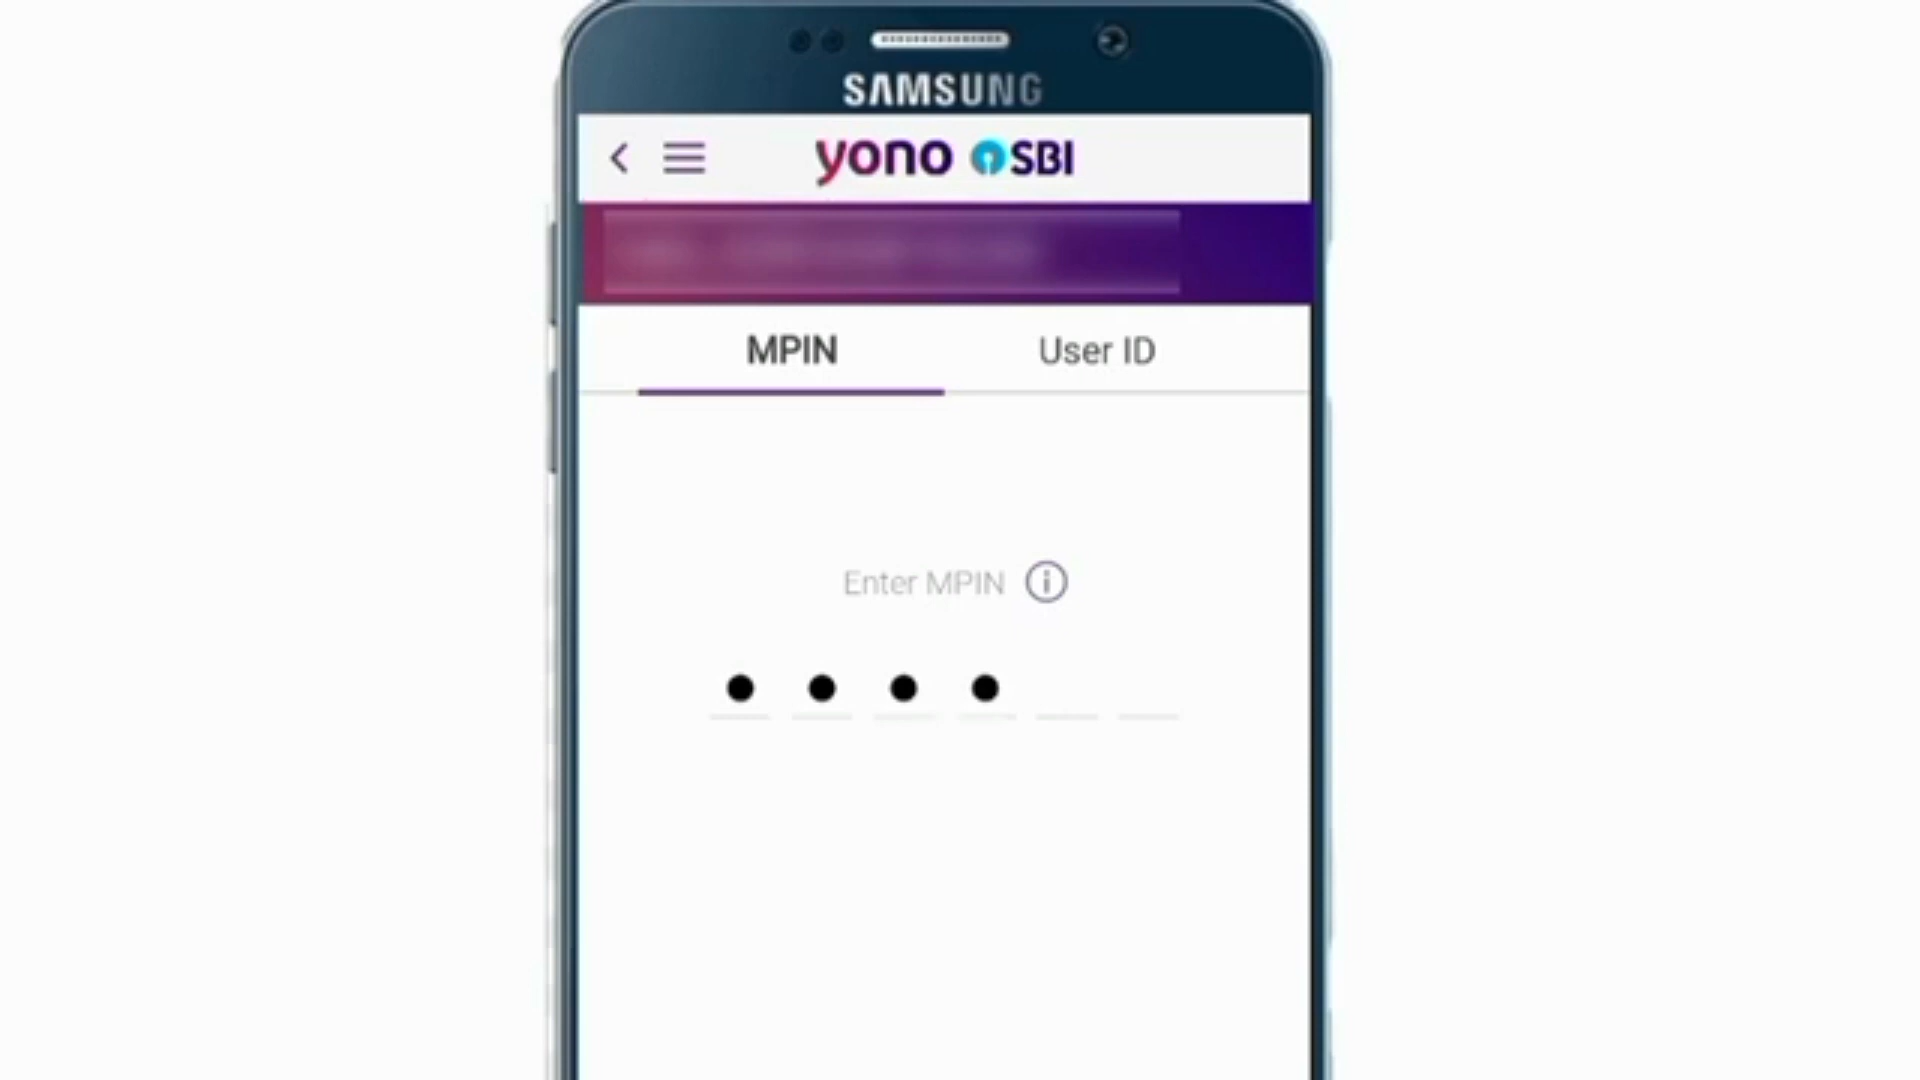 SAMSUNG
yono SBI
MPIN User ID
Enter MPIN